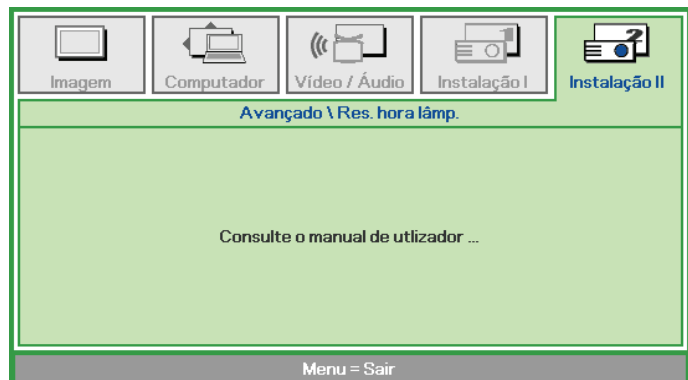 Imagem
Computador
Vídeo / Áudio
Instalação I
Instalação II
Avançado \ Res. hora lâmp.
Consulte o manual de utlizador ...
Menu = Sair